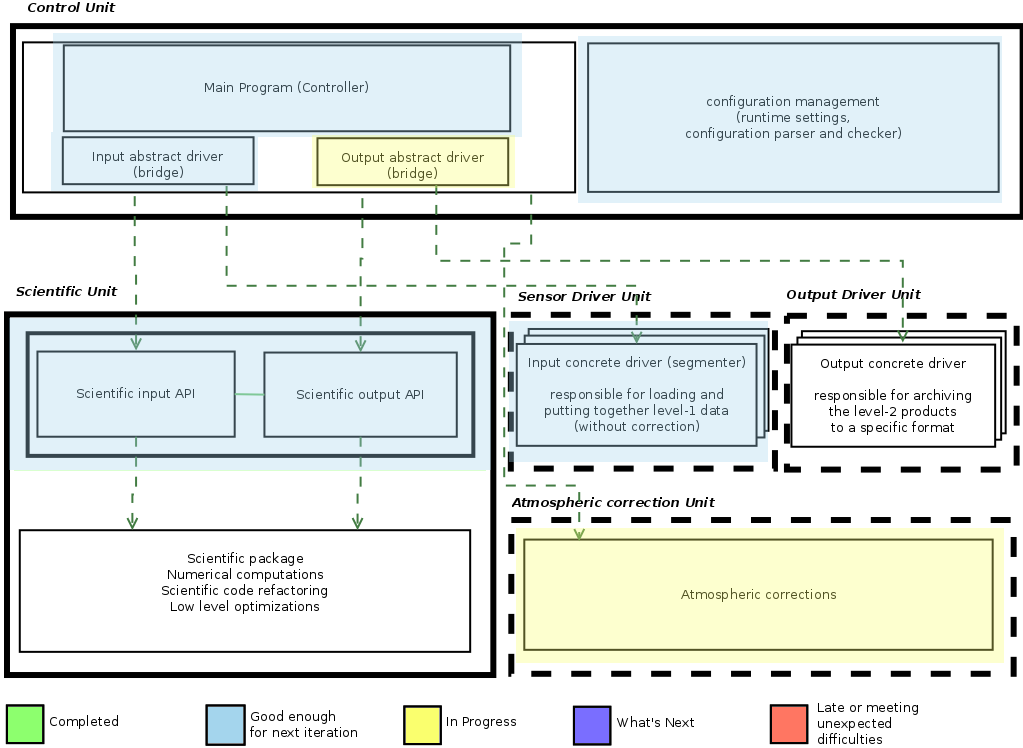 Control Unit
Main Program (Controller)
configuration management
(runtime settings,
configuration parser and checker)
Input abstract driver
(bridge)
Output abstract driver
(bridge)
Scientific Unit
Sensor Driver Unit
Output Driver Unit
Scientific input API
Scientific output API
Input concrete driver (segmenter)
responsible for loading and
putting together level-1 data
(without correction)
Output concrete driver
responsible for archiving
the level-2 products
to a specific format
Atmospheric correction Unit
Scientific package
Numerical computations
Scientific code refactoring
Low level optimizations
Atmospheric corrections
Completed
Good enough
for next iteration
In Progress
What's Next
Late or meeting
unexpected
difficulties